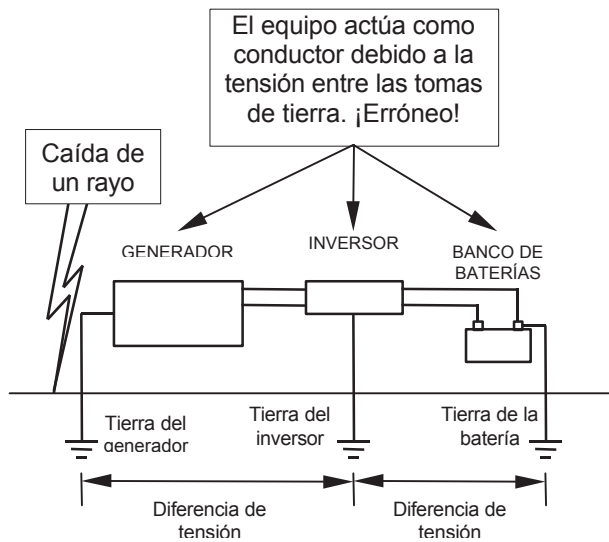 El equipo actúa como
conductor debido a la
tensión entre las tomas
de tierra. ¡Erróneo!
Caída de
un rayo
GENERADOR
INVERSOR
BANCO DE
BATERÍAS
Tierra del
generador
Tierra del
inversor
Tierra de la
batería
Diferencia de
tensión
Diferencia de
tensión